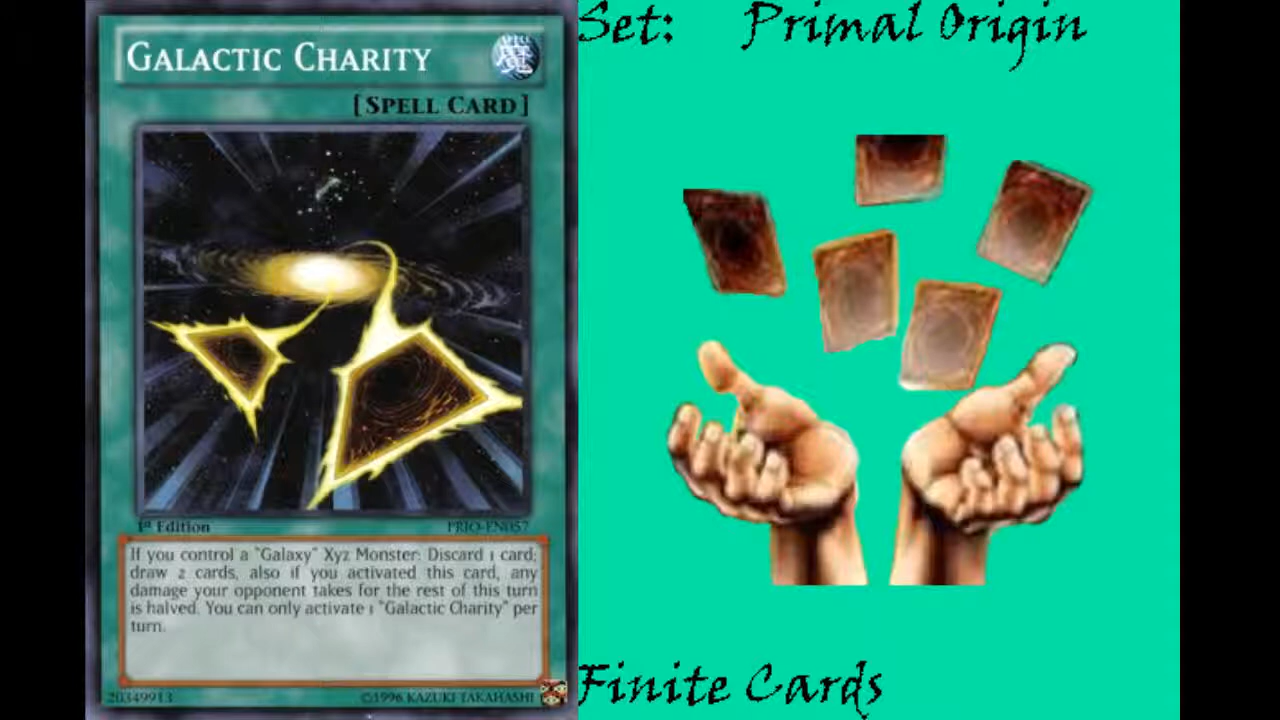 GALACTIC CHARITY
[SPELL CARD]
1st Edition
PRIO-EN057
If you control a "Galaxy" Xyz Monster: Discard 1 card;
draw 2 cards, also if you activated this card, any
damage your opponent takes for the rest of this turn
is halved. You can only activate 1 "Galactic Charity" per
turn.
20349913
©1996 KAZUKI TAKAHASHI
Set: Primal Origin
Finite Cards